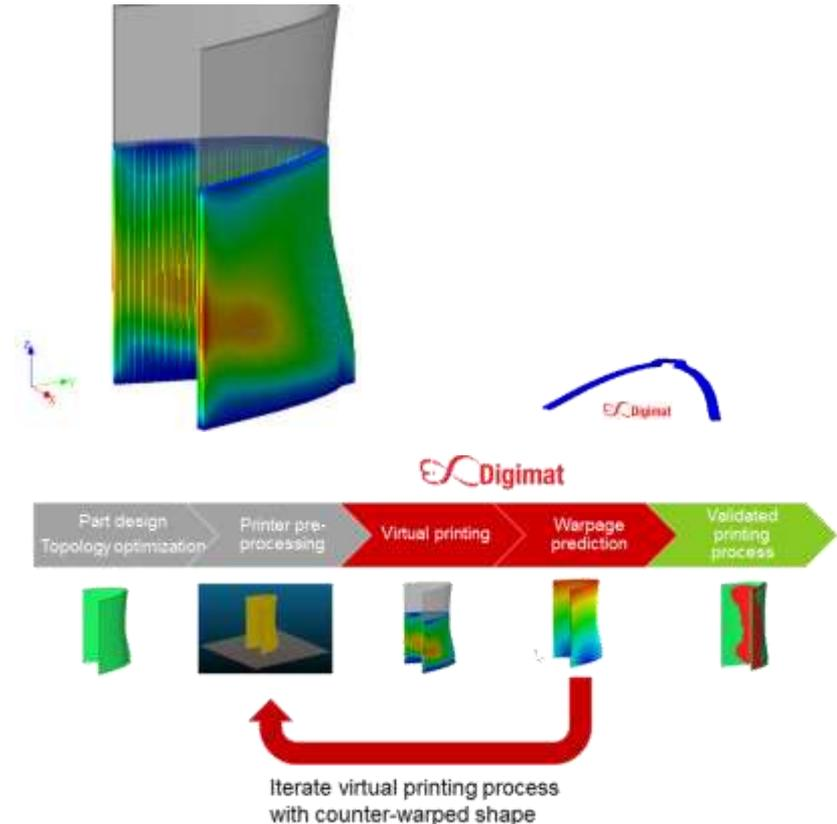 Z
Y
X
Digimat
Digimat
Part design
Topology optimization
Printer pre-
processing
Virtual printing
Warpage
prediction
Validated
printing
process
Iterate virtual printing process
with counter-warped shape